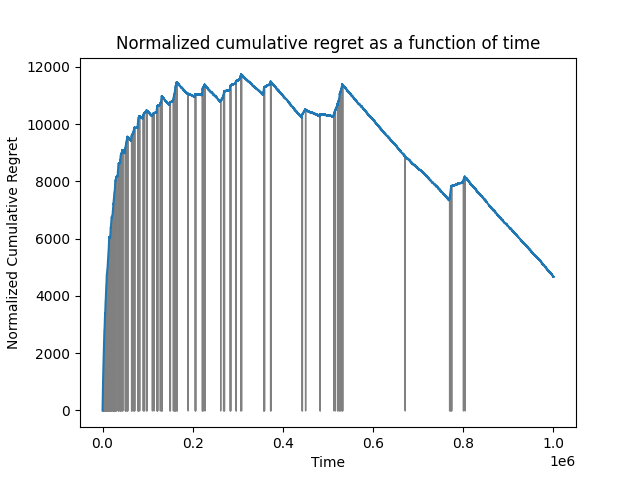 Normalized cumulative regret as a function of time
Normalized Cumulative Regret
12000
10000
8000
6000
4000
2000
0
0.0 0.2 0.4 0.6 0.8 1.0
1e6
Time